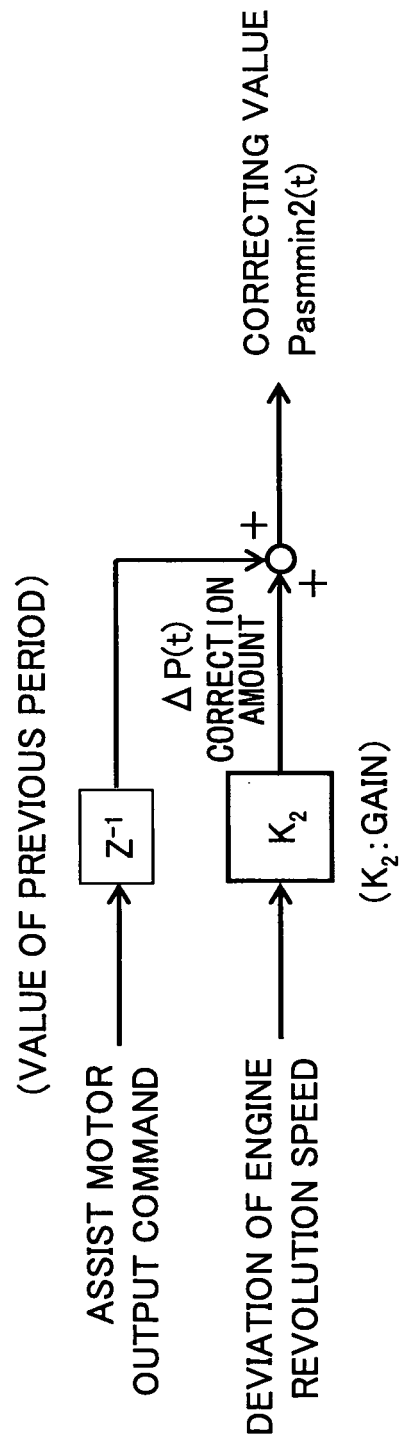 (VALUE OF PREVIOUS PERIOD)
ASSIST MOTOR
OUTPUT COMMAND
Z⁻¹
DEVIATION OF ENGINE
REVOLUTION SPEED
K₂
(K₂:GAIN)
ΔP(t)
CORRECTION
AMOUNT
+
+
CORRECTING VALUE
Pasmmin2(t)